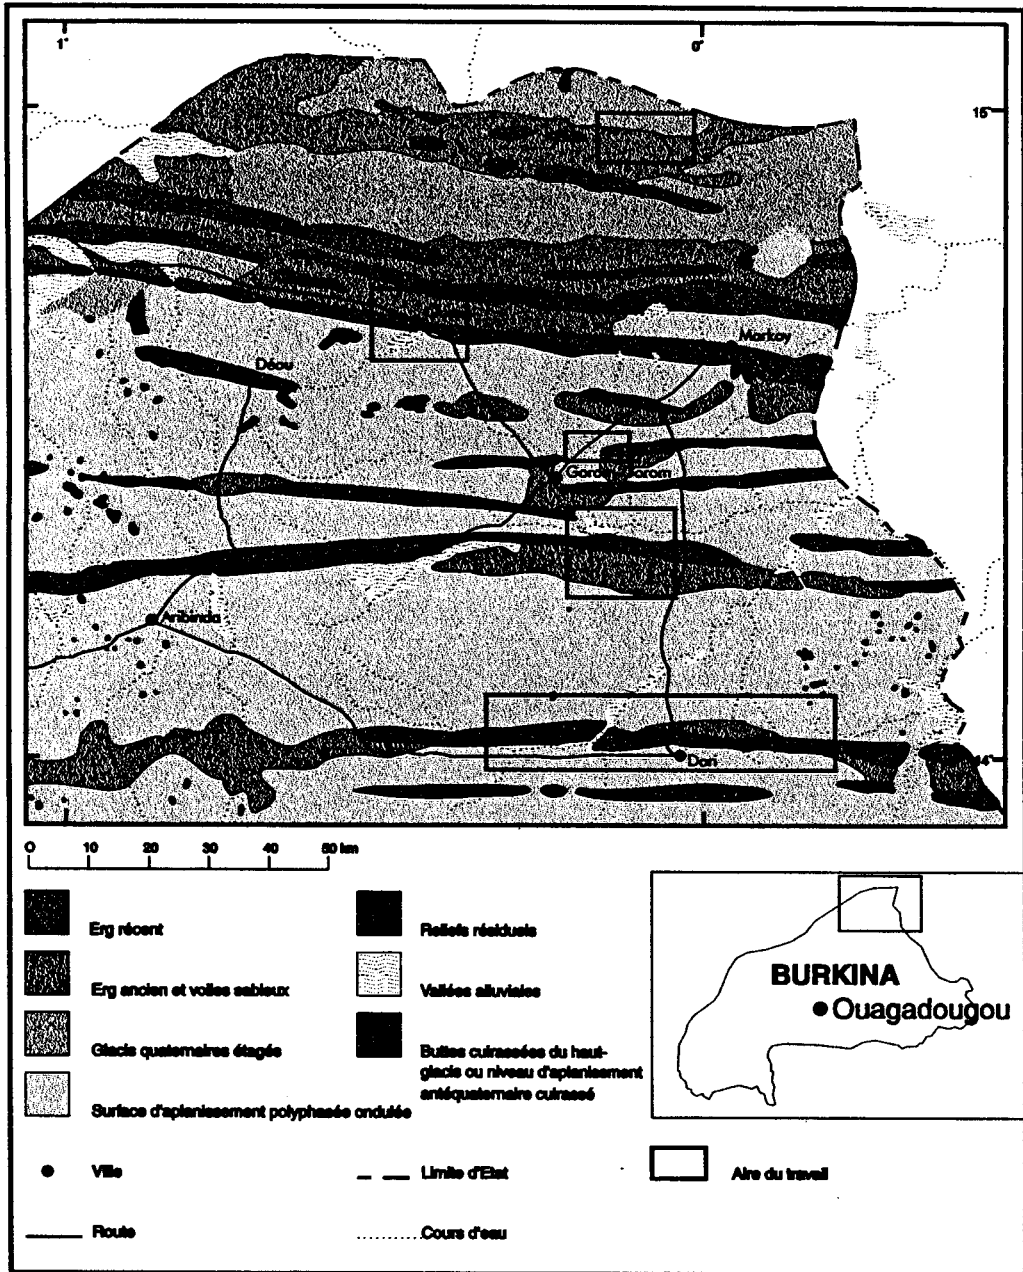 1°
0°
15°
Markoy
Déou
Gorom-Gorom
Aribinda
Dori
14°
0 10 20 30 40 50 km
Erg récent
Reliefs résiduels
Erg ancien et voiles sableux
Vallées alluviales
Glacis quaternaires étagés
Buttes cuirassées du haut-
glacis ou niveau d'aplanissement
antéquaternaire cuirassé
Surface d'aplanissement polyphasée ondulée
BURKINA
Ouagadougou
Ville
Limite d'Etat
Aire du travail
Route
Cours d'eau